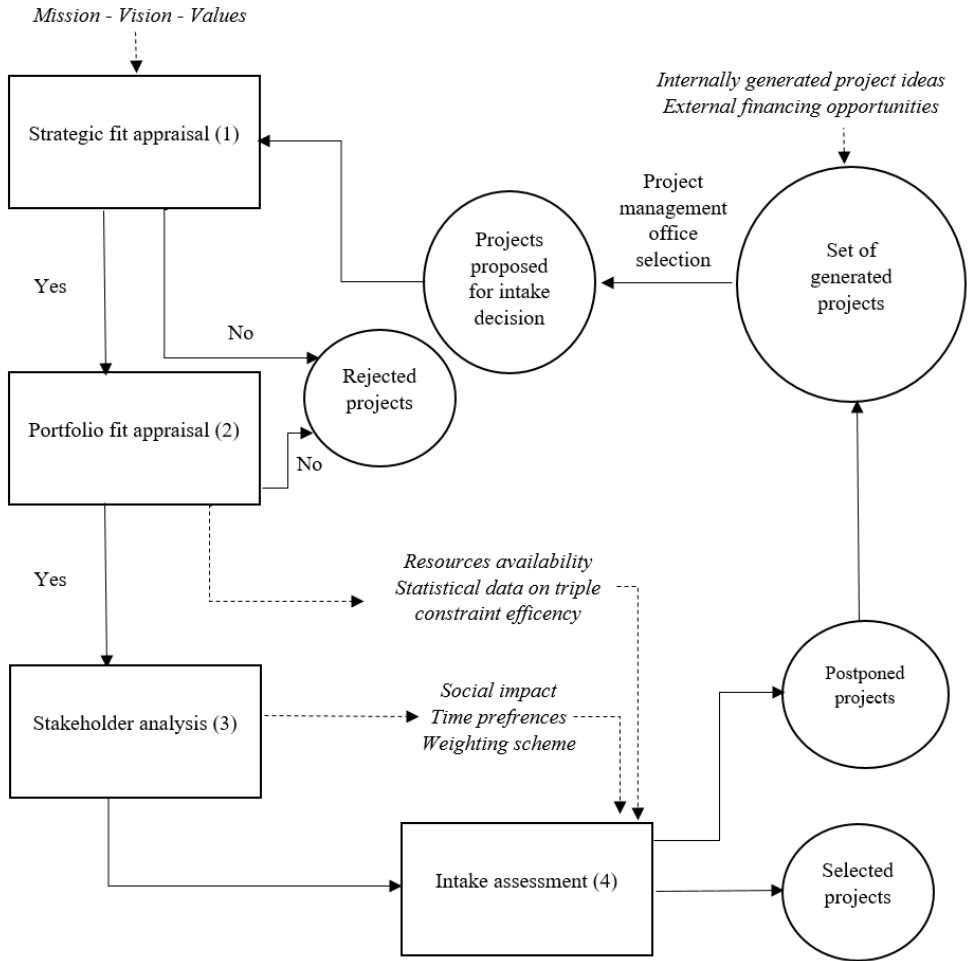 Mission - Vision - Values
Internally generated project ideas
External financing opportunities
Strategic fit appraisal (1)
Project
management
office
selection
Projects
proposed
for intake
decision
Set of
generated
projects
Yes
No
Rejected
projects
Portfolio fit appraisal (2)
No
Yes
Resources availability
Statistical data on triple
constraint efficency
Stakeholder analysis (3)
Social impact
Time prefrences
Weighting scheme
Postponed
projects
Intake assessment (4)
Selected
projects